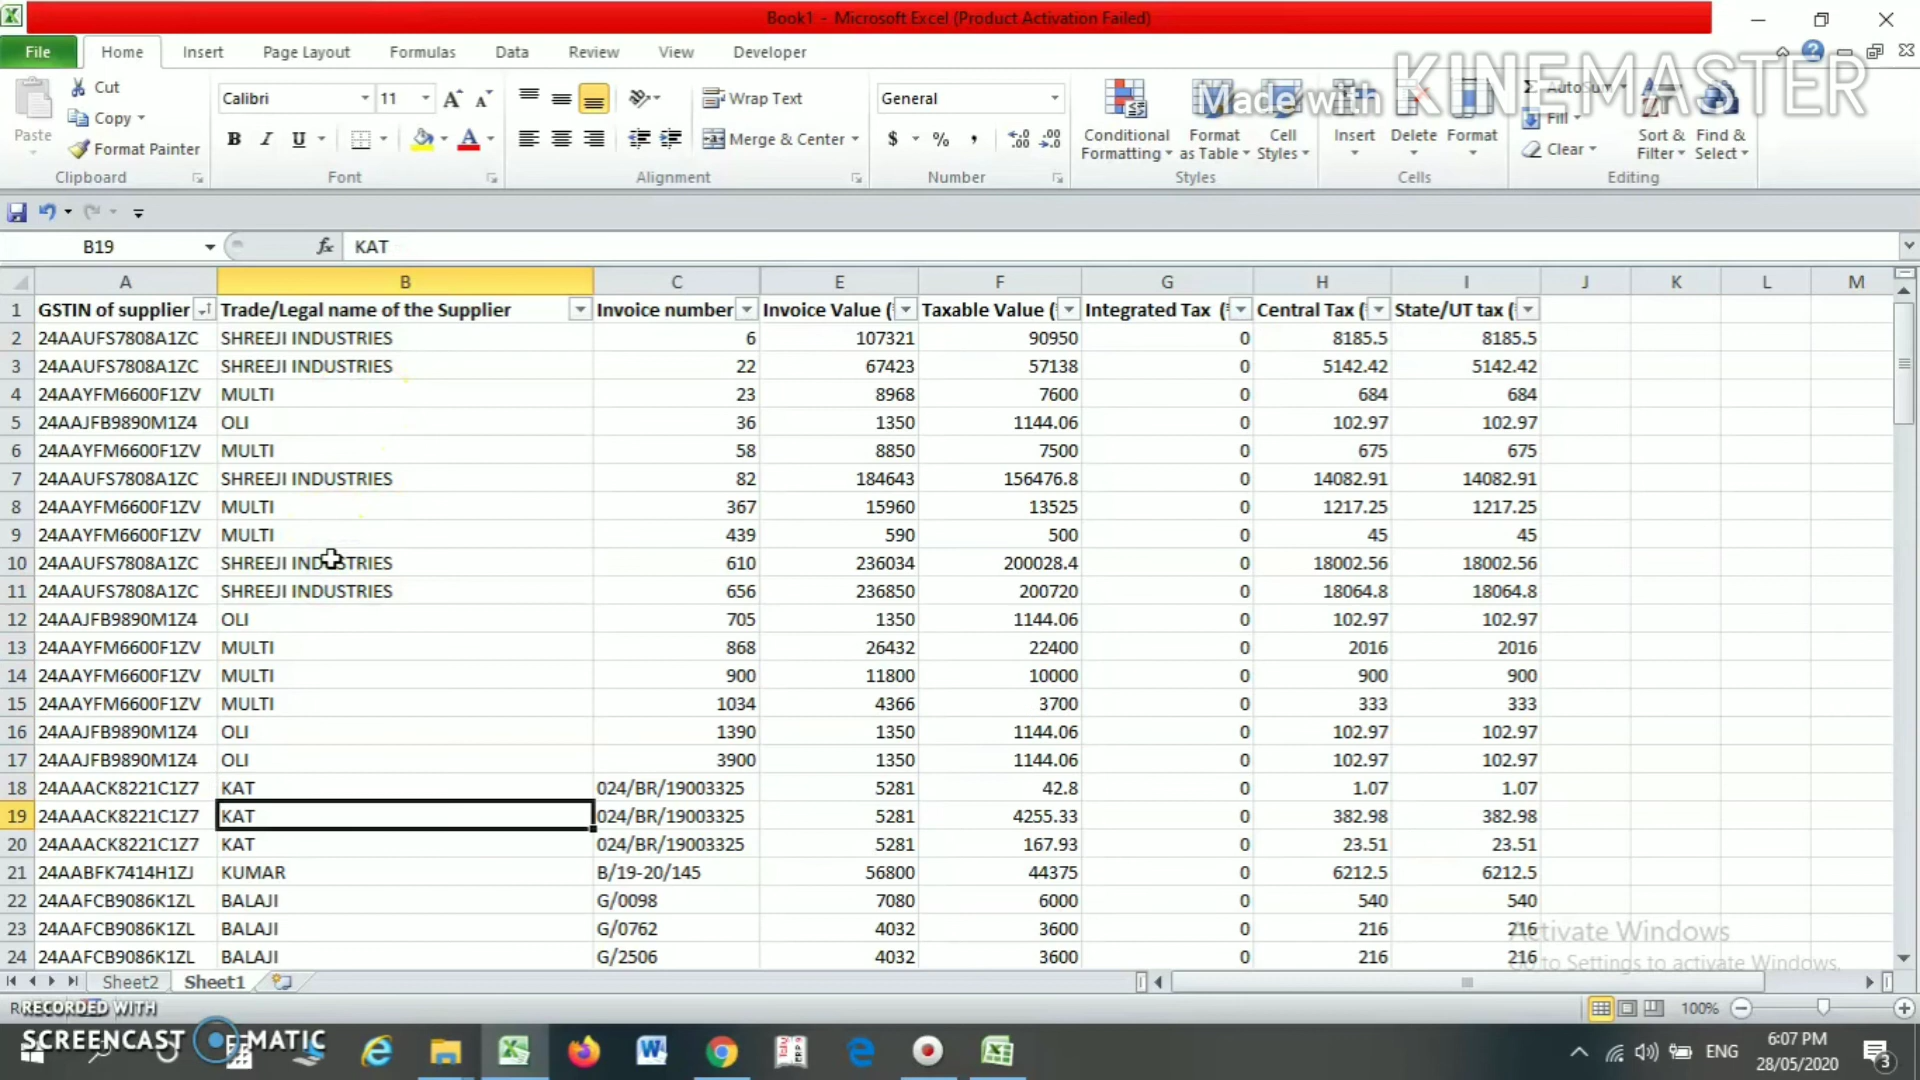 Book1 - Microsoft Excel (Product Activation Failed)
File Home Insert Page Layout Formulas Data Review View Developer
Made with KINEMASTER
Paste Cut Copy Format Painter
Calibri 11
B I U
Wrap Text
Merge & Center
General
$ % ,
Conditional Formatting
Format as Table
Cell Styles
Insert Delete Format
AutoSum
Fill
Clear
Sort & Filter
Find & Select
Clipboard Font Alignment Number Styles Cells Editing
B19 fx KAT
A B C E F G H I J K L M
1 GSTIN of supplier Trade/Legal name of the Supplier Invoice number Invoice Value ( Taxable Value ( Integrated Tax ( Central Tax ( State/UT tax (
2 24AAUFS7808A1ZC SHREEJI INDUSTRIES 6 107321 90950 0 8185.5 8185.5
3 24AAUFS7808A1ZC SHREEJI INDUSTRIES 22 67423 57138 0 5142.42 5142.42
4 24AAYFM6600F1ZV MULTI 23 8968 7600 0 684 684
5 24AAJFB9890M1Z4 OLI 36 1350 1144.06 0 102.97 102.97
6 24AAYFM6600F1ZV MULTI 58 8850 7500 0 675 675
7 24AAUFS7808A1ZC SHREEJI INDUSTRIES 82 184643 156476.8 0 14082.91 14082.91
8 24AAYFM6600F1ZV MULTI 367 15960 13525 0 1217.25 1217.25
9 24AAYFM6600F1ZV MULTI 439 590 500 0 45 45
10 24AAUFS7808A1ZC SHREEJI INDUSTRIES 610 236034 200028.4 0 18002.56 18002.56
11 24AAUFS7808A1ZC SHREEJI INDUSTRIES 656 236850 200720 0 18064.8 18064.8
12 24AAJFB9890M1Z4 OLI 705 1350 1144.06 0 102.97 102.97
13 24AAYFM6600F1ZV MULTI 868 26432 22400 0 2016 2016
14 24AAYFM6600F1ZV MULTI 900 11800 10000 0 900 900
15 24AAYFM6600F1ZV MULTI 1034 4366 3700 0 333 333
16 24AAJFB9890M1Z4 OLI 1390 1350 1144.06 0 102.97 102.97
17 24AAJFB9890M1Z4 OLI 3900 1350 1144.06 0 102.97 102.97
18 24AAACK8221C1Z7 KAT 024/BR/19003325 5281 42.8 0 1.07 1.07
19 24AAACK8221C1Z7 KAT 024/BR/19003325 5281 4255.33 0 382.98 382.98
20 24AAACK8221C1Z7 KAT 024/BR/19003325 5281 167.93 0 23.51 23.51
21 24AABFK7414H1ZJ KUMAR B/19-20/145 56800 44375 0 6212.5 6212.5
22 24AAFCB9086K1ZL BALAJI G/0098 7080 6000 0 540 540
23 24AAFCB9086K1ZL BALAJI G/0762 4032 3600 0 216 216
24 24AAFCB9086K1ZL BALAJI G/2506 4032 3600 0 216 216
Activate Windows
Go to Settings to activate Windows.
Sheet2 Sheet1
100%
RECORDED WITH
SCREENCAST MATIC
ENG
6:07 PM
28/05/2020
3